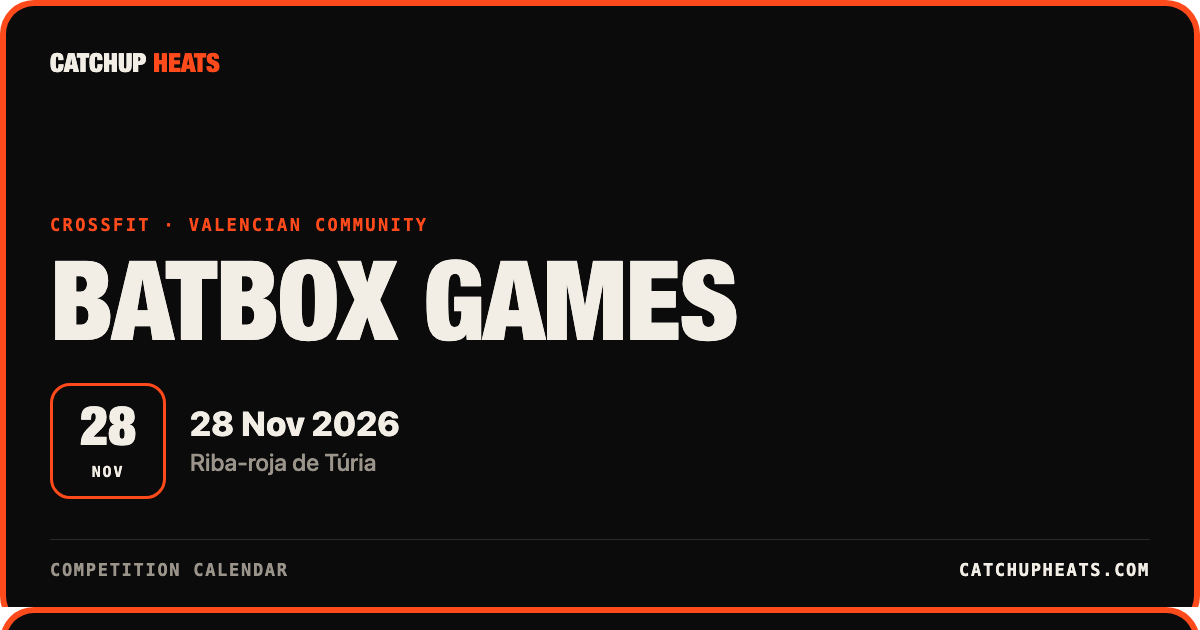 CATCHUP HEATS
CROSSFIT · VALENCIAN COMMUNITY
BATBOX GAMES
28
NOV
28 Nov 2026
Riba-roja de Túria
COMPETITION CALENDAR
CATCHUPHEATS.COM